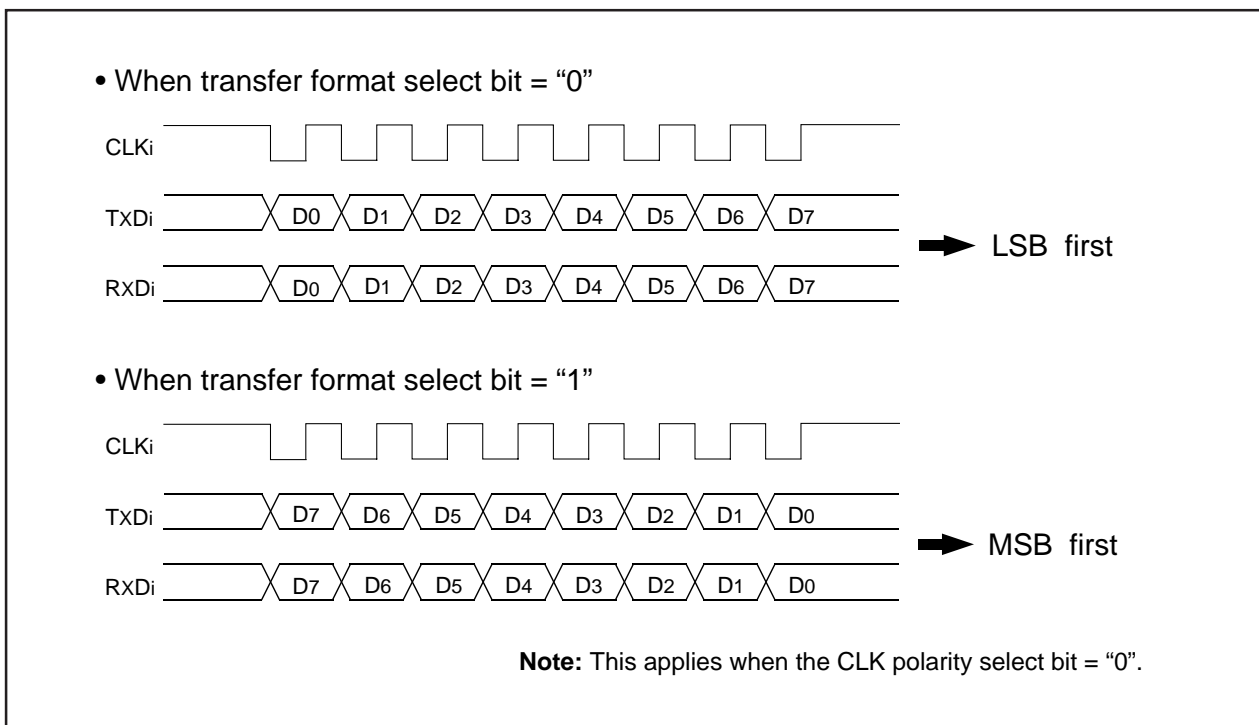 • When transfer format select bit = “0”
CLKi
TXDi D0 D1 D2 D3 D4 D5 D6 D7
LSB first
RXDi D0 D1 D2 D3 D4 D5 D6 D7
• When transfer format select bit = “1”
CLKi
TXDi D7 D6 D5 D4 D3 D2 D1 D0
MSB first
RXDi D7 D6 D5 D4 D3 D2 D1 D0
Note: This applies when the CLK polarity select bit = “0”.